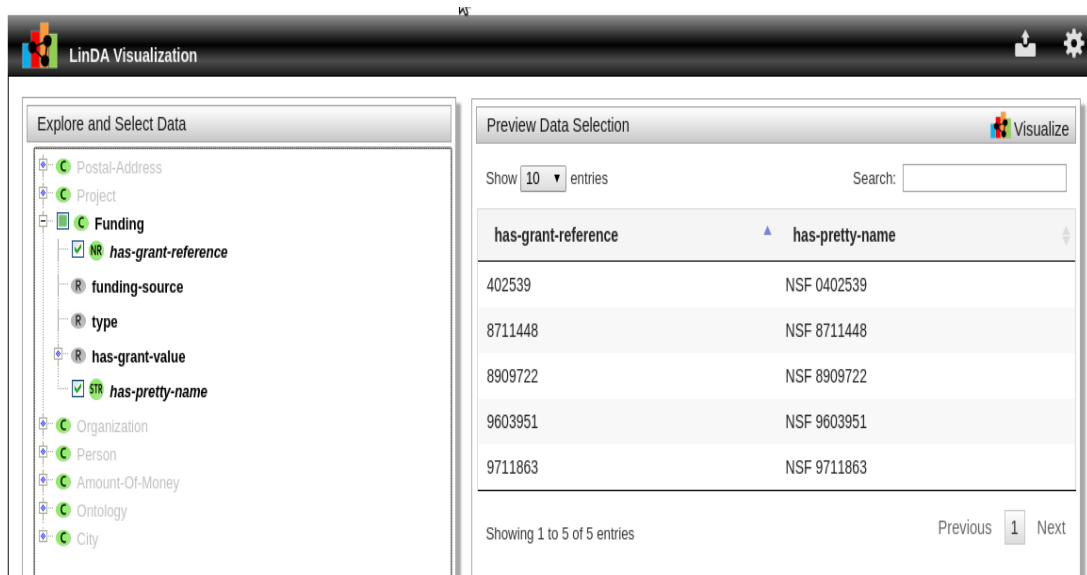 LinDA Visualization
Explore and Select Data
C Postal-Address
C Project
C Funding
NR has-grant-reference
R funding-source
R type
R has-grant-value
STR has-pretty-name
C Organization
C Person
C Amount-Of-Money
C Ontology
C City
Preview Data Selection
Visualize
Show 10 entries
Search:
has-grant-reference has-pretty-name
402539 NSF 0402539
8711448 NSF 8711448
8909722 NSF 8909722
9603951 NSF 9603951
9711863 NSF 9711863
Showing 1 to 5 of 5 entries
Previous 1 Next